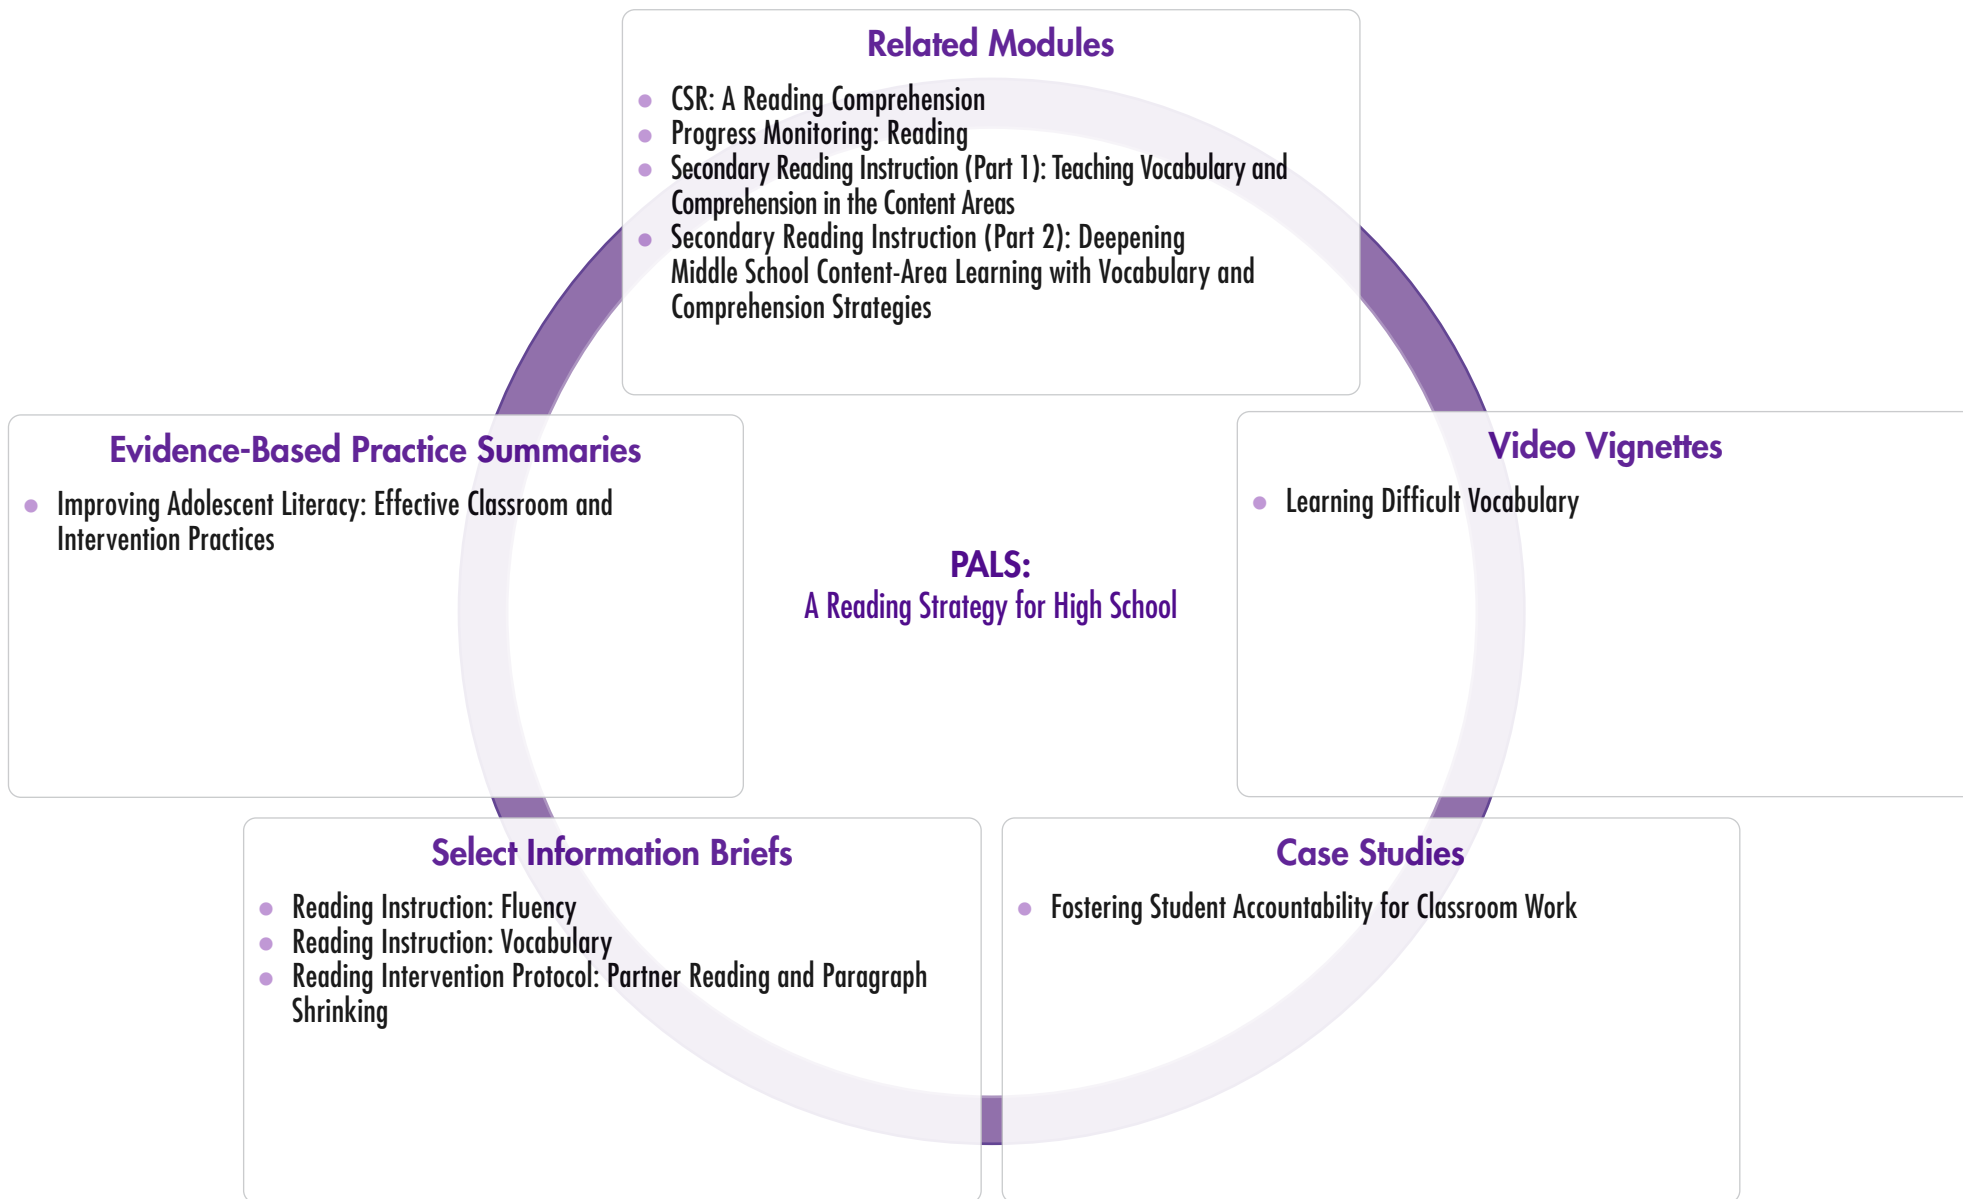 Related Modules
CSR: A Reading Comprehension
Progress Monitoring: Reading
Secondary Reading Instruction (Part 1): Teaching Vocabulary and
Comprehension in the Content Areas
Secondary Reading Instruction (Part 2): Deepening
Middle School Content-Area Learning with Vocabulary and
Comprehension Strategies
Evidence-Based Practice Summaries
Improving Adolescent Literacy: Effective Classroom and
Intervention Practices
PALS:
A Reading Strategy for High School
Video Vignettes
Learning Difficult Vocabulary
Select Information Briefs
Reading Instruction: Fluency
Reading Instruction: Vocabulary
Reading Intervention Protocol: Partner Reading and Paragraph
Shrinking
Case Studies
Fostering Student Accountability for Classroom Work